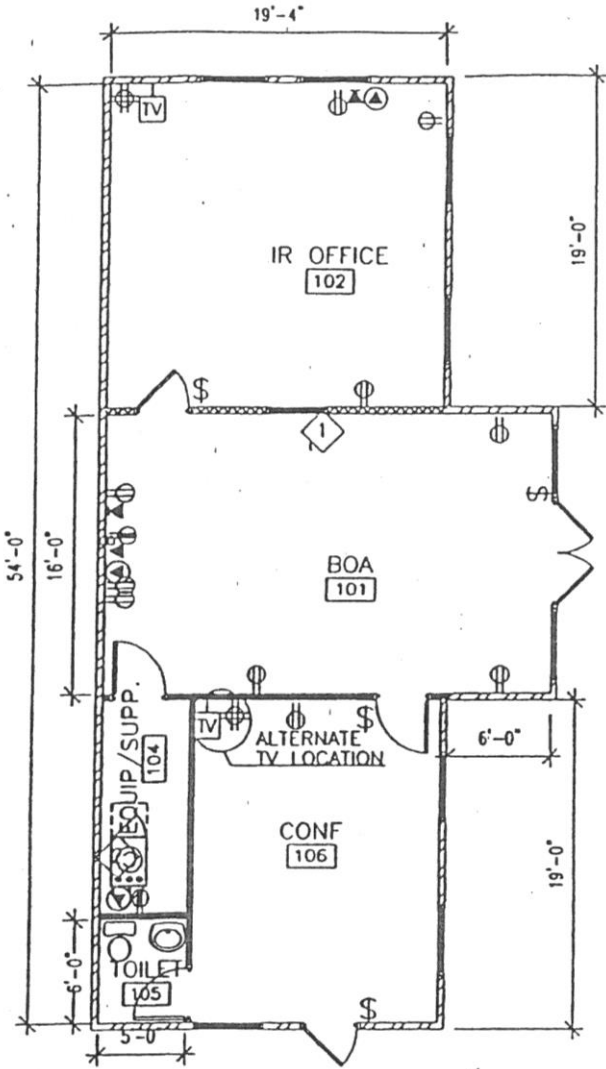 19'-4"
TV
19'-0"
IR OFFICE
102
$
1
$
54'-0"
16'-0"
BOA
101
EQUIP/SUPP.
104
TV
$
ALTERNATE
TV LOCATION
6'-0"
CONF
106
19'-0"
6'-0"
TOILET
105
$
5-0